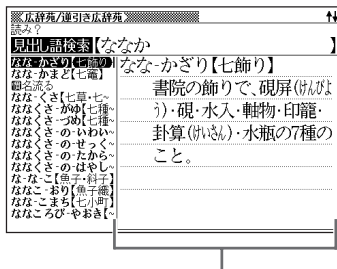 広辞苑/逆引き広辞苑
読み?
見出し語検索【ななか 】
なな‐かざり【七飾り】
なな‐かまど【七竈】
名流る
なな‐くさ【七草・七~
ななくさ‐がゆ【七種~
ななくさ‐づめ【七種~
ななくさ‐の‐いわい~
ななくさ‐の‐せっく~
ななくさ‐の‐たから~
ななくさ‐の‐はやし~
な‐な‐こ【魚子・斜子】
ななこ‐おり【魚子織】
なな‐こまち【七小町】
ななころび‐やおき【~
なな‐かざり【七飾り】
書院の飾りで、硯屏(けんびょ
う)・硯・水入・軸物・印籠・
卦算(けいさん)・水瓶の7種の
こと。